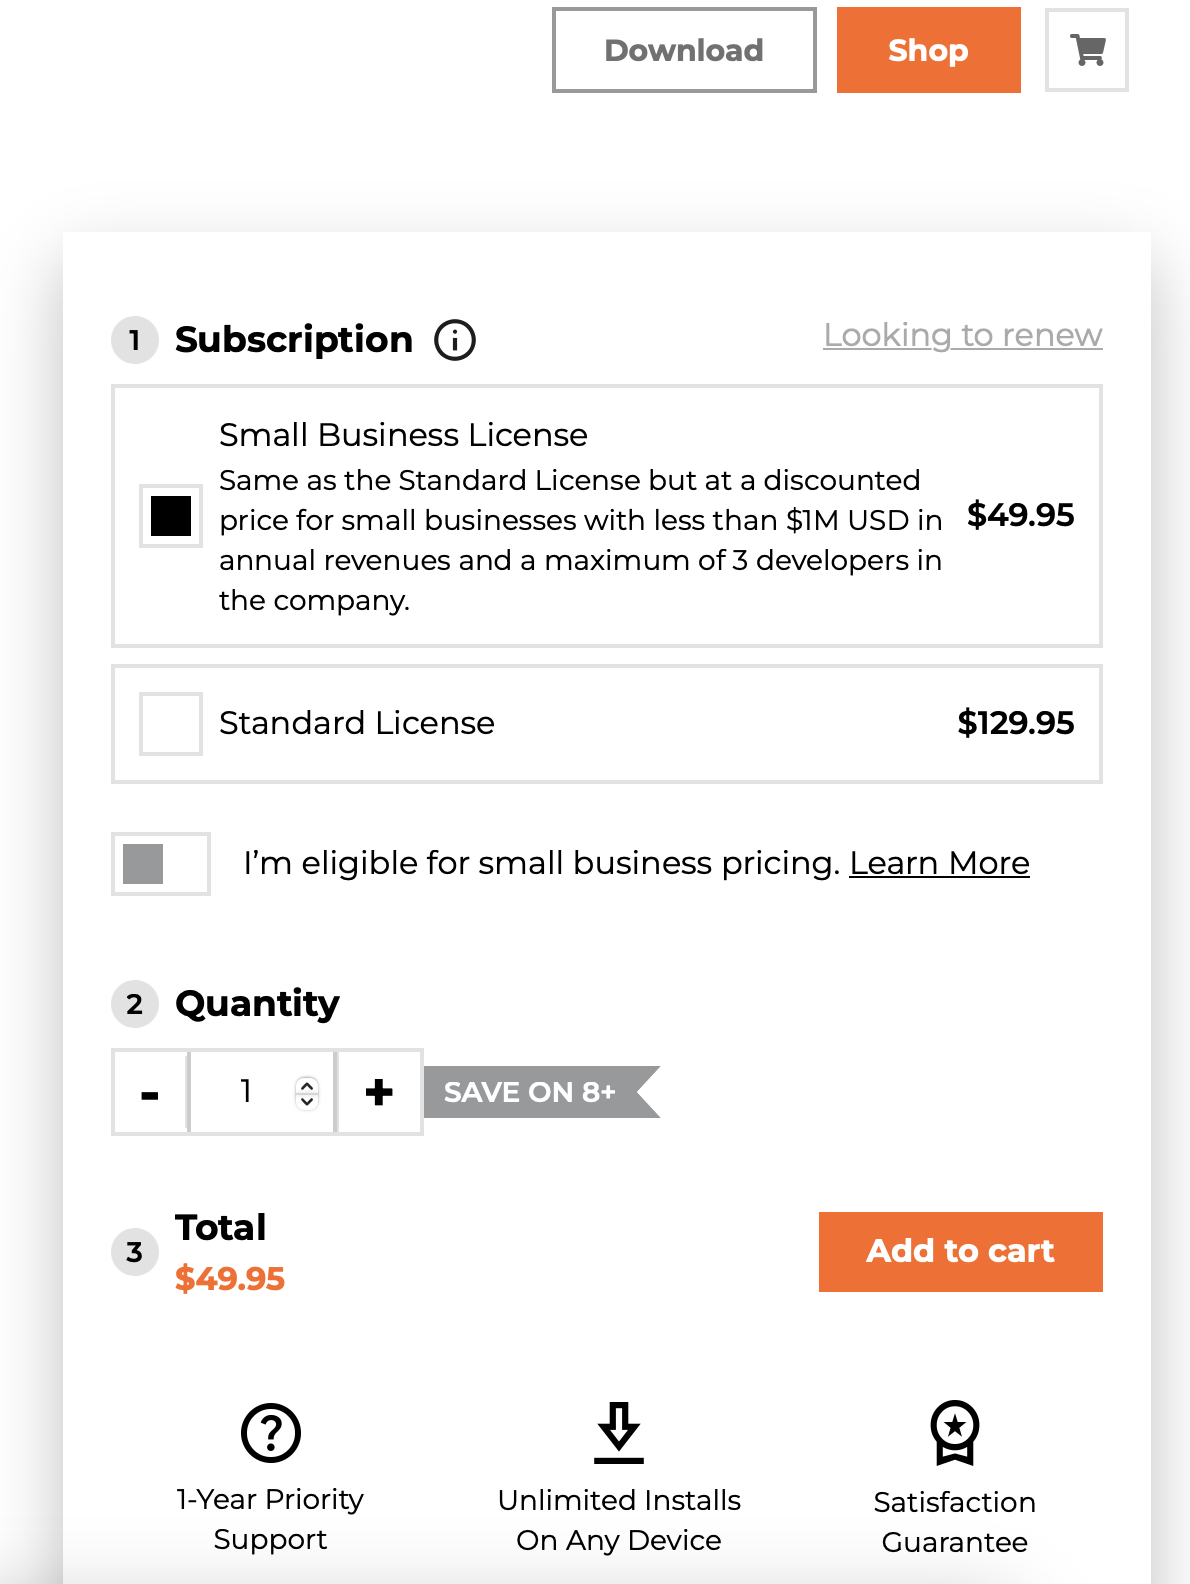 Download
Shop
1
Subscription
Looking to renew
Small Business License
Same as the Standard License but at a discounted
price for small businesses with less than $1M USD in
annual revenues and a maximum of 3 developers in
the company.
$49.95
Standard License
$129.95
I’m eligible for small business pricing. Learn More
2
Quantity
-
1
+
SAVE ON 8+
3
Total
$49.95
Add to cart
1-Year Priority
Support
Unlimited Installs
On Any Device
Satisfaction
Guarantee